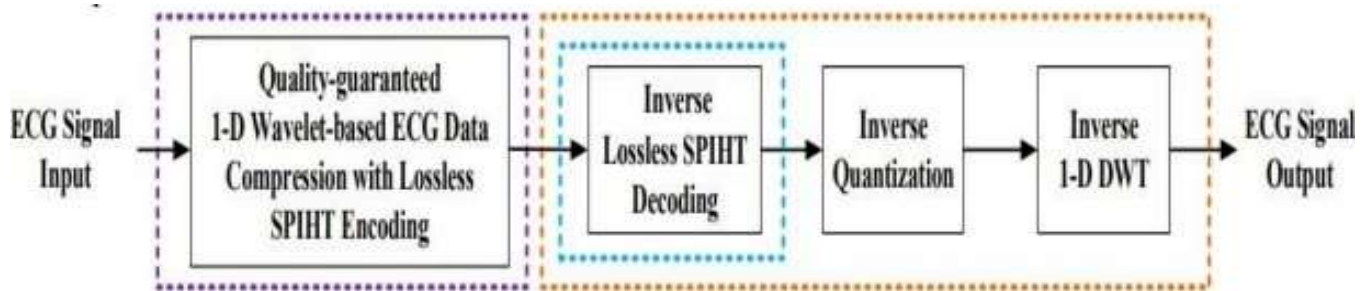 ECG Signal
Input
Quality-guaranteed
1-D Wavelet-based ECG Data
Compression with Lossless
SPIHT Encoding
Inverse
Lossless SPIHT
Decoding
Inverse
Quantization
Inverse
1-D DWT
ECG Signal
Output